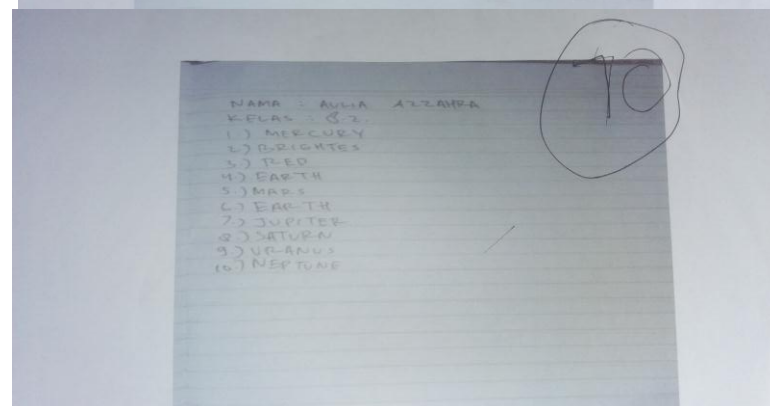 70
NAMA : AULIA AZZAHRA
KELAS : 8.2.
1.) MERCURY
2.) BRIGHTES
3.) RED
4.) EARTH
5.) MARS
6.) EARTH
7.) JUPITER
8.) SATURN
9.) URANUS
10.) NEPTUNE